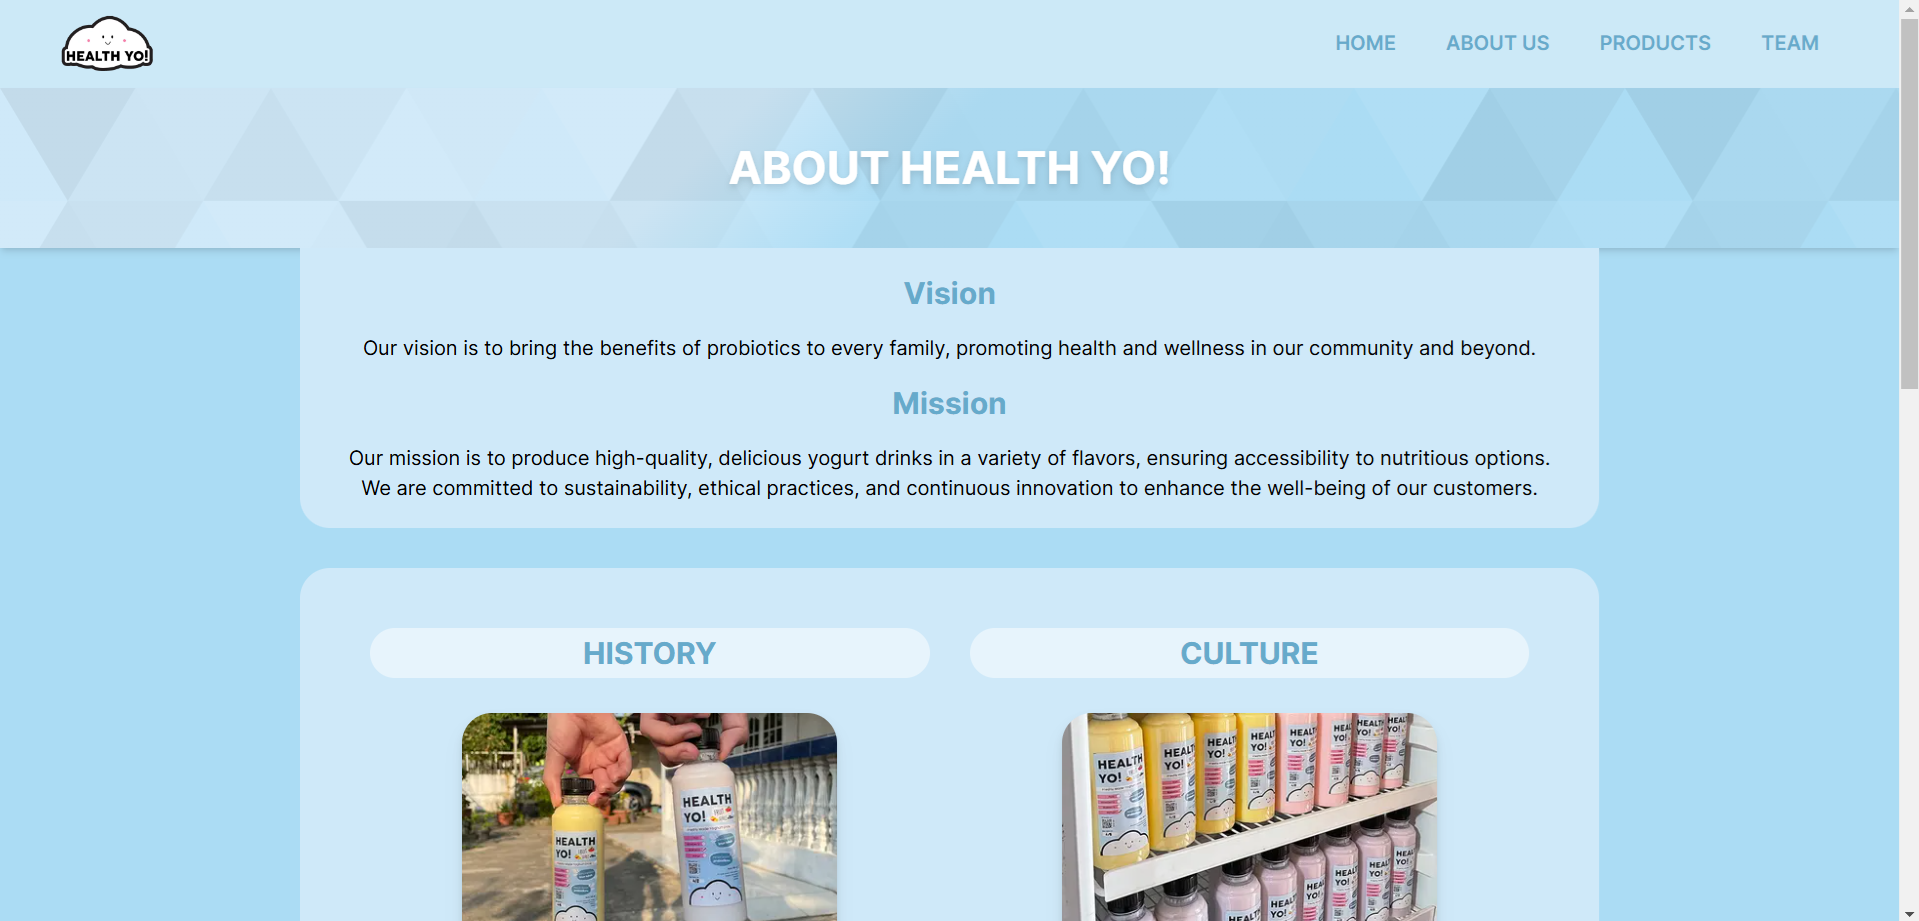 HEALTH YO!
HOME ABOUT US PRODUCTS TEAM
ABOUT HEALTH YO!
Vision
Our vision is to bring the benefits of probiotics to every family, promoting health and wellness in our community and beyond.
Mission
Our mission is to produce high-quality, delicious yogurt drinks in a variety of flavors, ensuring accessibility to nutritious options.
We are committed to sustainability, ethical practices, and continuous innovation to enhance the well-being of our customers.
HISTORY
CULTURE
HEALTH
YO!
HEALTH
YO!
HEALTH
YO!
HEALTH
YO!
HEALTH
YO!